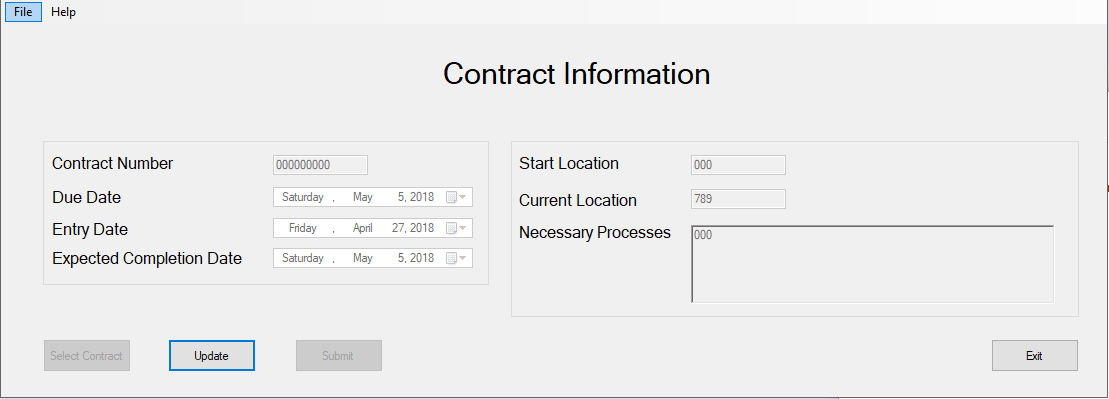 File Help
Contract Information
Contract Number 000000000
Due Date Saturday , May 5, 2018
Entry Date Friday , April 27, 2018
Expected Completion Date Saturday , May 5, 2018
Start Location 000
Current Location 789
Necessary Processes 000
Select Contract Update Submit Exit